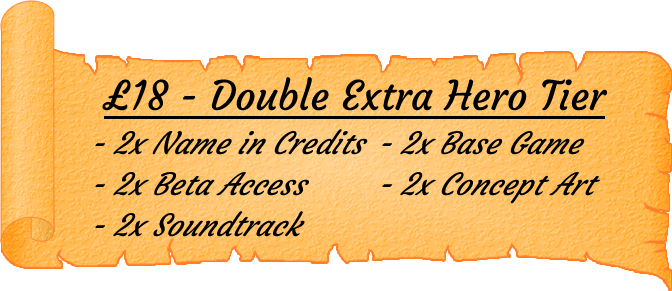 £18 - Double Extra Hero Tier
- 2x Name in Credits - 2x Base Game
- 2x Beta Access - 2x Concept Art
- 2x Soundtrack